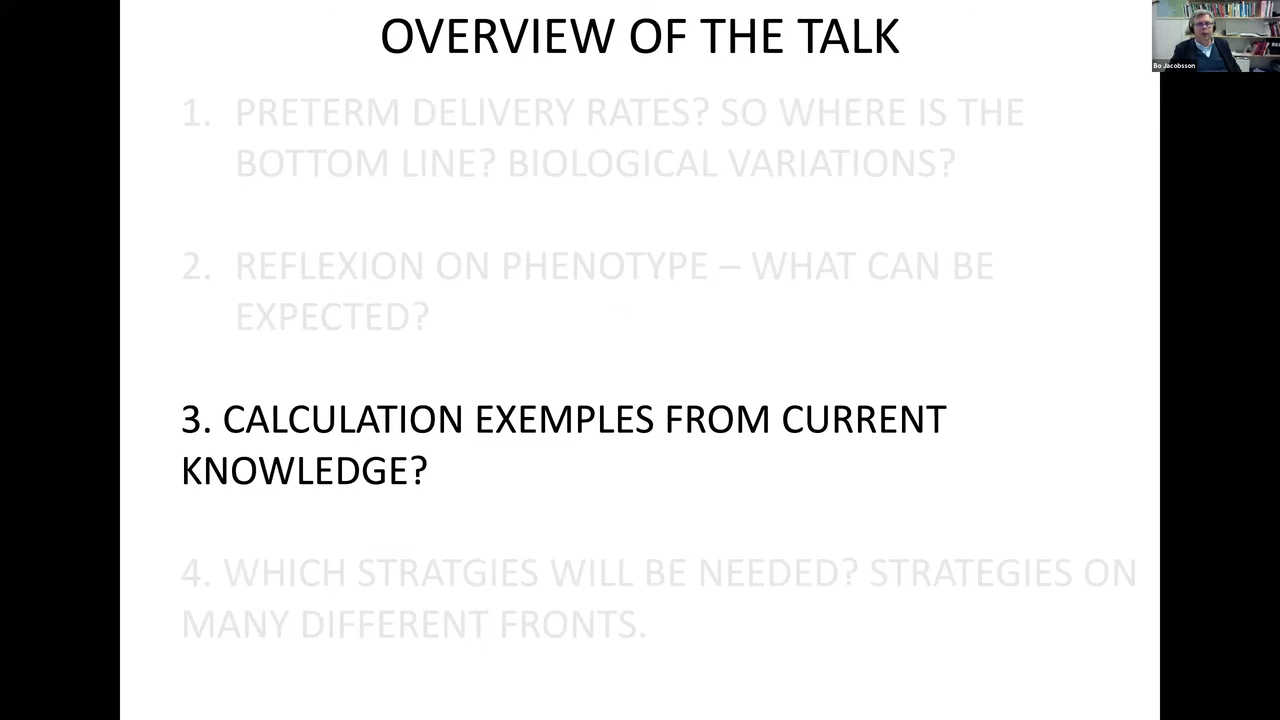 OVERVIEW OF THE TALK
Bo Jacobsson
1. PRETERM DELIVERY RATES? SO WHERE IS THE
BOTTOM LINE? BIOLOGICAL VARIATIONS?
2. REFLEXION ON PHENOTYPE – WHAT CAN BE
EXPECTED?
3. CALCULATION EXEMPLES FROM CURRENT
KNOWLEDGE?
4. WHICH STRATGIES WILL BE NEEDED? STRATEGIES ON
MANY DIFFERENT FRONTS.